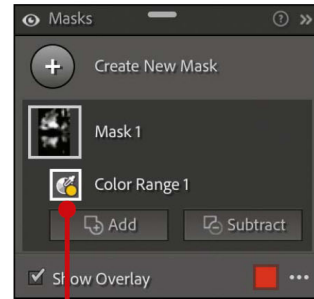 Masks
Create New Mask
Mask 1
Color Range 1
Add Subtract
Show Overlay